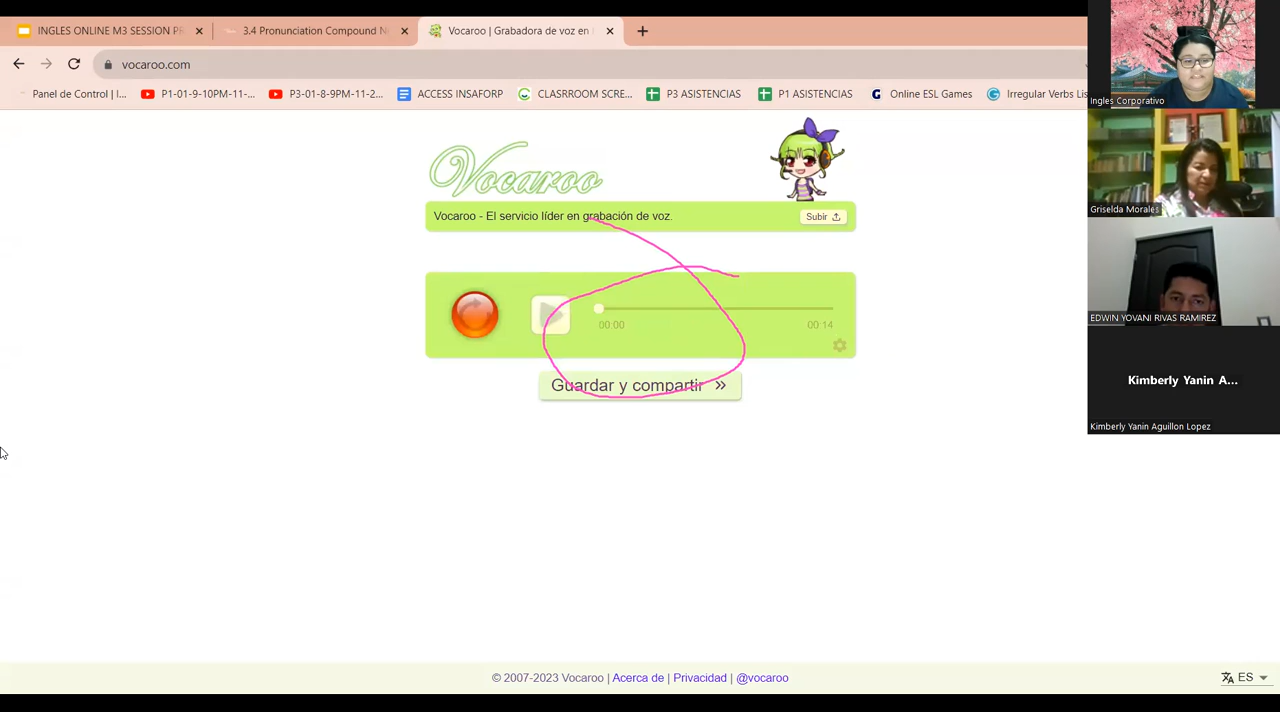 INGLES ONLINE M3 SESSION PR
3.4 Pronunciation Compound N
Vocaroo | Grabadora de voz en l
vocaroo.com
Panel de Control | I...
P1-01-9-10PM-11-...
P3-01-8-9PM-11-2...
ACCESS INSAFORP
CLASRROOM SCRE...
P3 ASISTENCIAS
P1 ASISTENCIAS
Online ESL Games
Irregular Verbs Lis
Ingles Corporativo
Vocaroo
Vocaroo - El servicio líder en grabación de voz.
Subir
Griselda Morales
00:00
00:14
EDWIN YOVANI RIVAS RAMIREZ
Guardar y compartir »
Kimberly Yanin A...
Kimberly Yanin Aguillon Lopez
© 2007-2023 Vocaroo | Acerca de | Privacidad | @vocaroo
ES